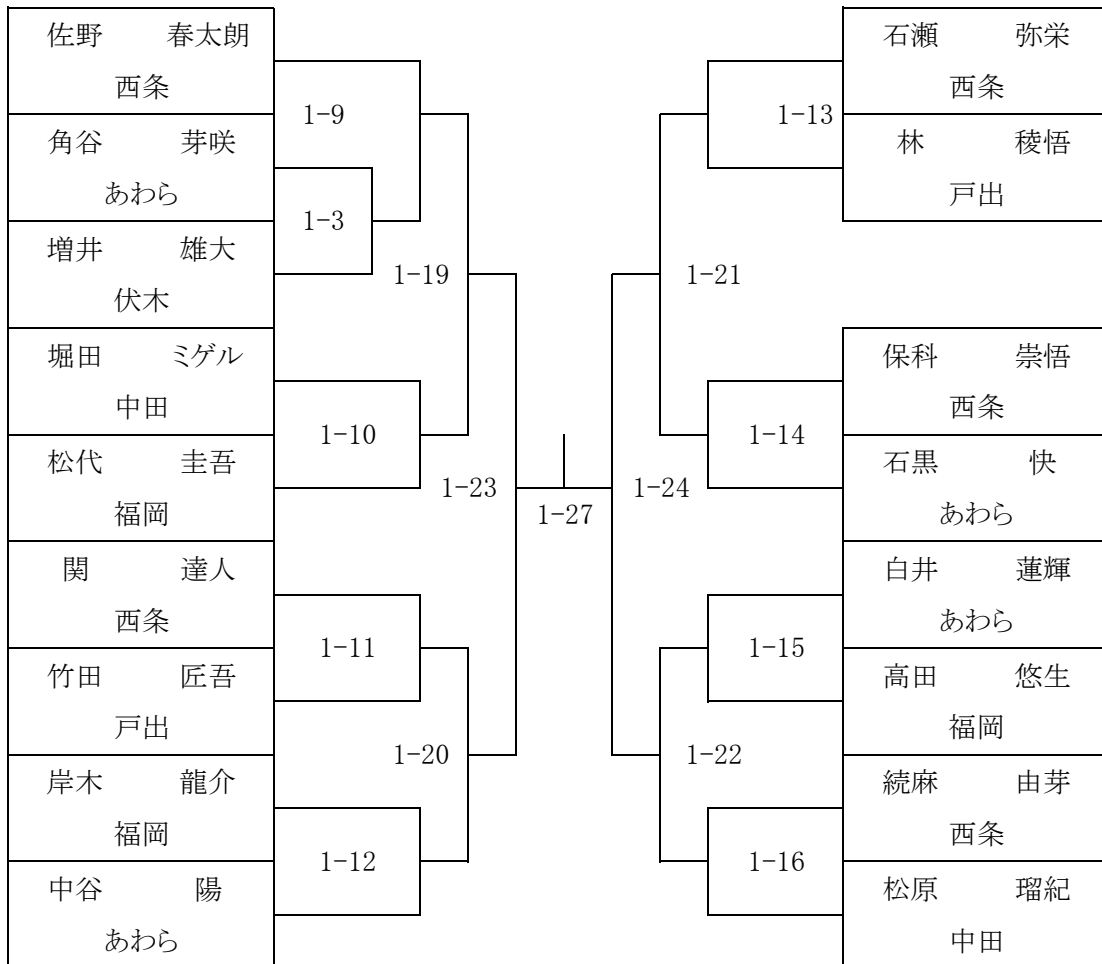 佐野 春太朗
西条
角谷 芽咲
あわら
増井 雄大
伏木
堀田 ミゲル
中田
松代 圭吾
福岡
関 達人
西条
竹田 匠吾
戸出
岸木 龍介
福岡
中谷 陽
あわら
1-9
1-3
1-19
1-10
1-23
1-11
1-20
1-12
1-27
1-13
1-21
1-14
1-24
1-15
1-22
1-16
石瀬 弥栄
西条
林 稜悟
戸出
保科 崇悟
西条
石黒 快
あわら
白井 蓮輝
あわら
高田 悠生
福岡
続麻 由芽
西条
松原 瑠紀
中田